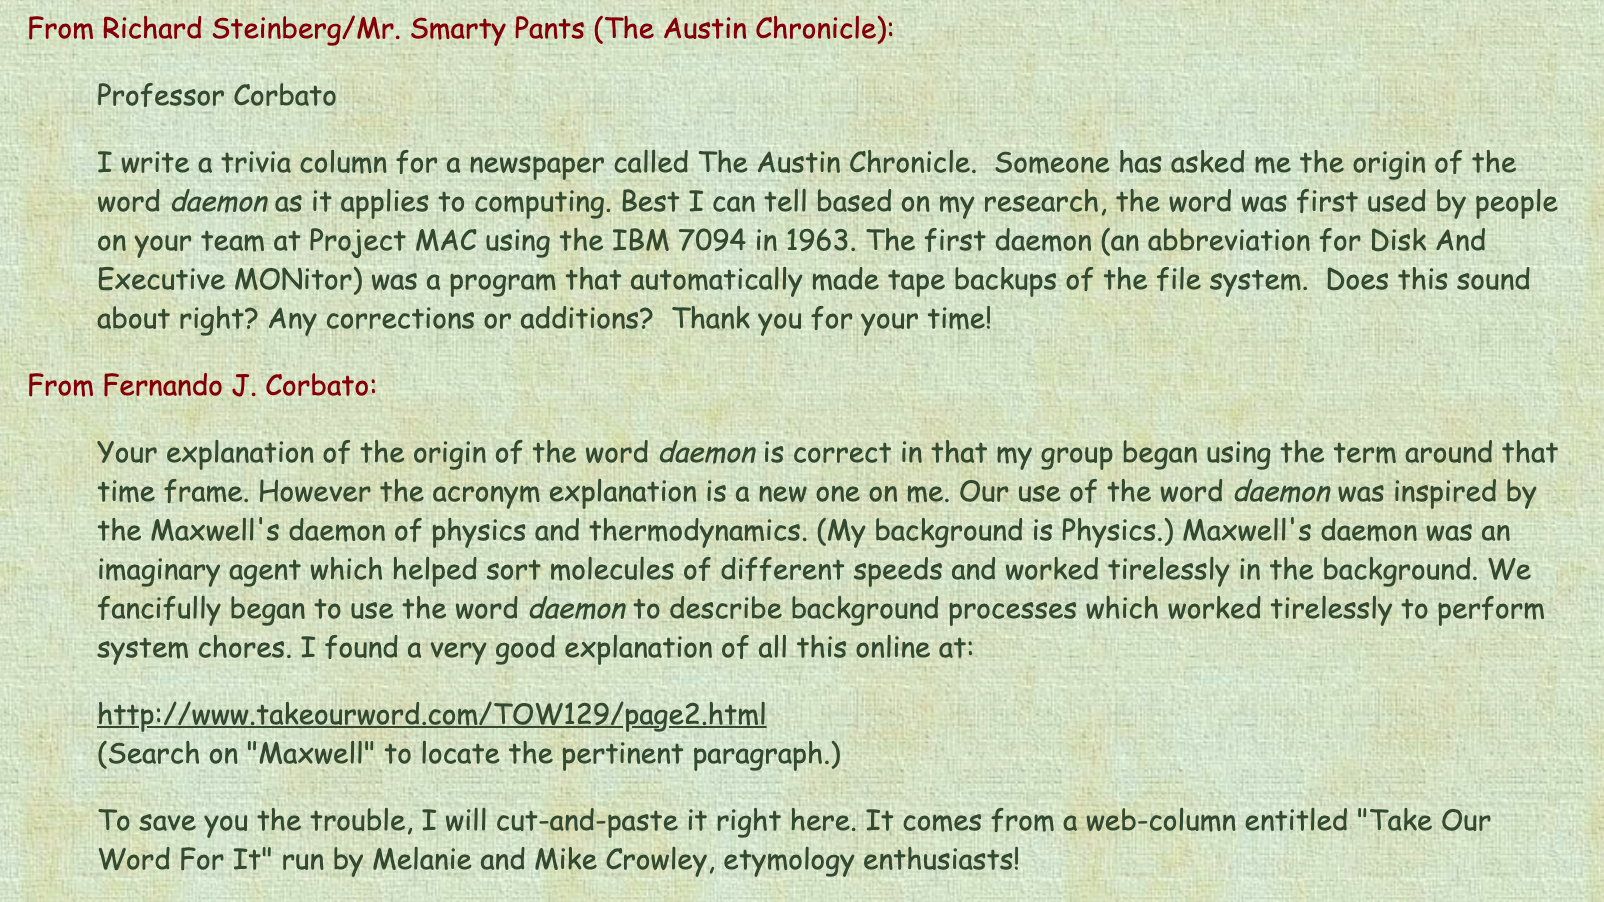 From Richard Steinberg/Mr. Smarty Pants (The Austin Chronicle):
Professor Corbato
I write a trivia column for a newspaper called The Austin Chronicle.  Someone has asked me the origin of the
word daemon as it applies to computing. Best I can tell based on my research, the word was first used by people
on your team at Project MAC using the IBM 7094 in 1963. The first daemon (an abbreviation for Disk And
Executive MONitor) was a program that automatically made tape backups of the file system.  Does this sound
about right? Any corrections or additions?  Thank you for your time!
From Fernando J. Corbato:
Your explanation of the origin of the word daemon is correct in that my group began using the term around that
time frame. However the acronym explanation is a new one on me. Our use of the word daemon was inspired by
the Maxwell's daemon of physics and thermodynamics. (My background is Physics.) Maxwell's daemon was an
imaginary agent which helped sort molecules of different speeds and worked tirelessly in the background. We
fancifully began to use the word daemon to describe background processes which worked tirelessly to perform
system chores. I found a very good explanation of all this online at:
http://www.takeourword.com/TOW129/page2.html
(Search on "Maxwell" to locate the pertinent paragraph.)
To save you the trouble, I will cut-and-paste it right here. It comes from a web-column entitled "Take Our
Word For It" run by Melanie and Mike Crowley, etymology enthusiasts!